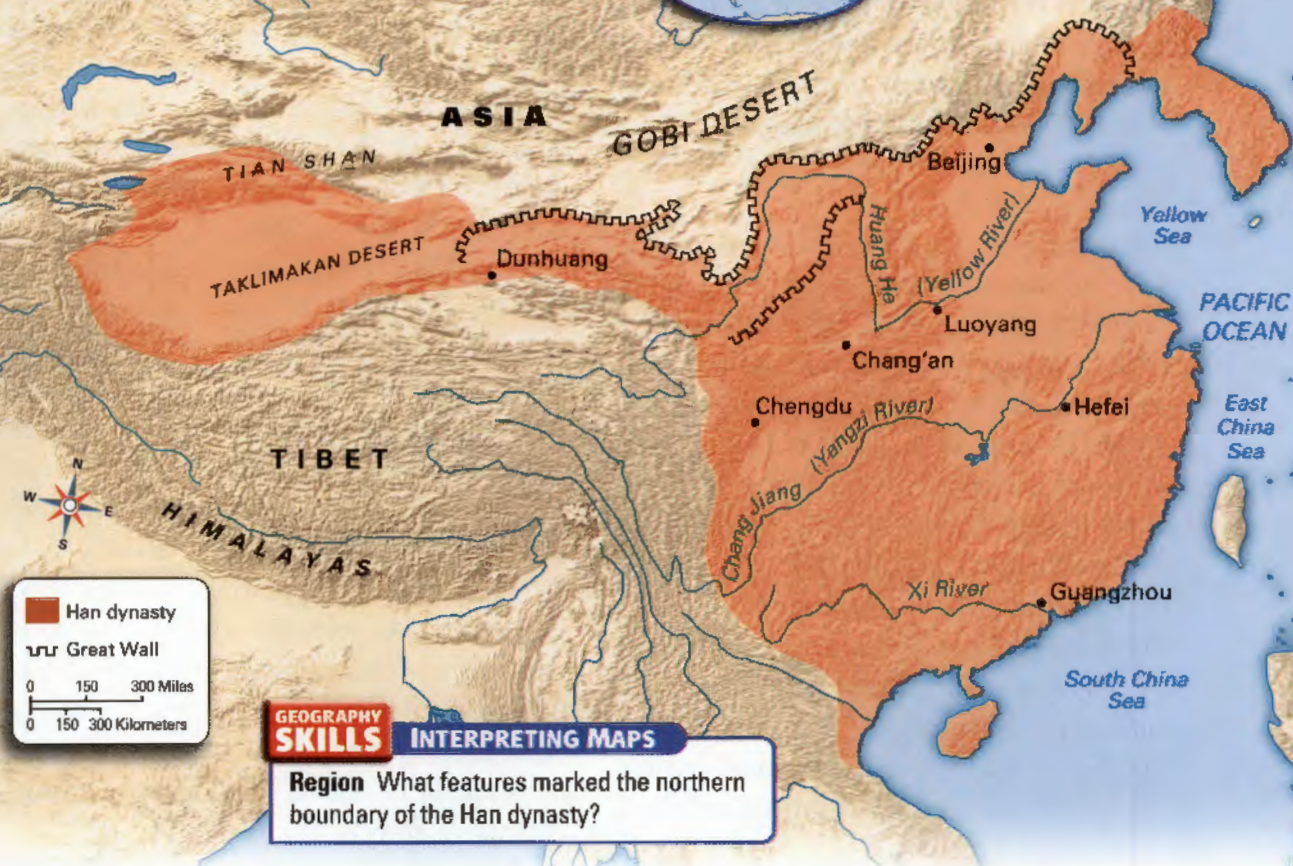 ASIA
GOBI DESERT
TIAN SHAN
TAKLIMAKAN DESERT
Dunhuang
Beijing
Huang He
(Yellow River)
Luoyang
Chang'an
Chengdu
Chang Jiang (Yangzi River)
Hefei
Xi River
Guangzhou
Yellow
Sea
PACIFIC
OCEAN
East
China
Sea
South China
Sea
TIBET
HIMALAYAS
N
W E
S
Han dynasty
Great Wall
0 150 300 Miles
0 150 300 Kilometers
GEOGRAPHY
SKILLS INTERPRETING MAPS
Region What features marked the northern
boundary of the Han dynasty?